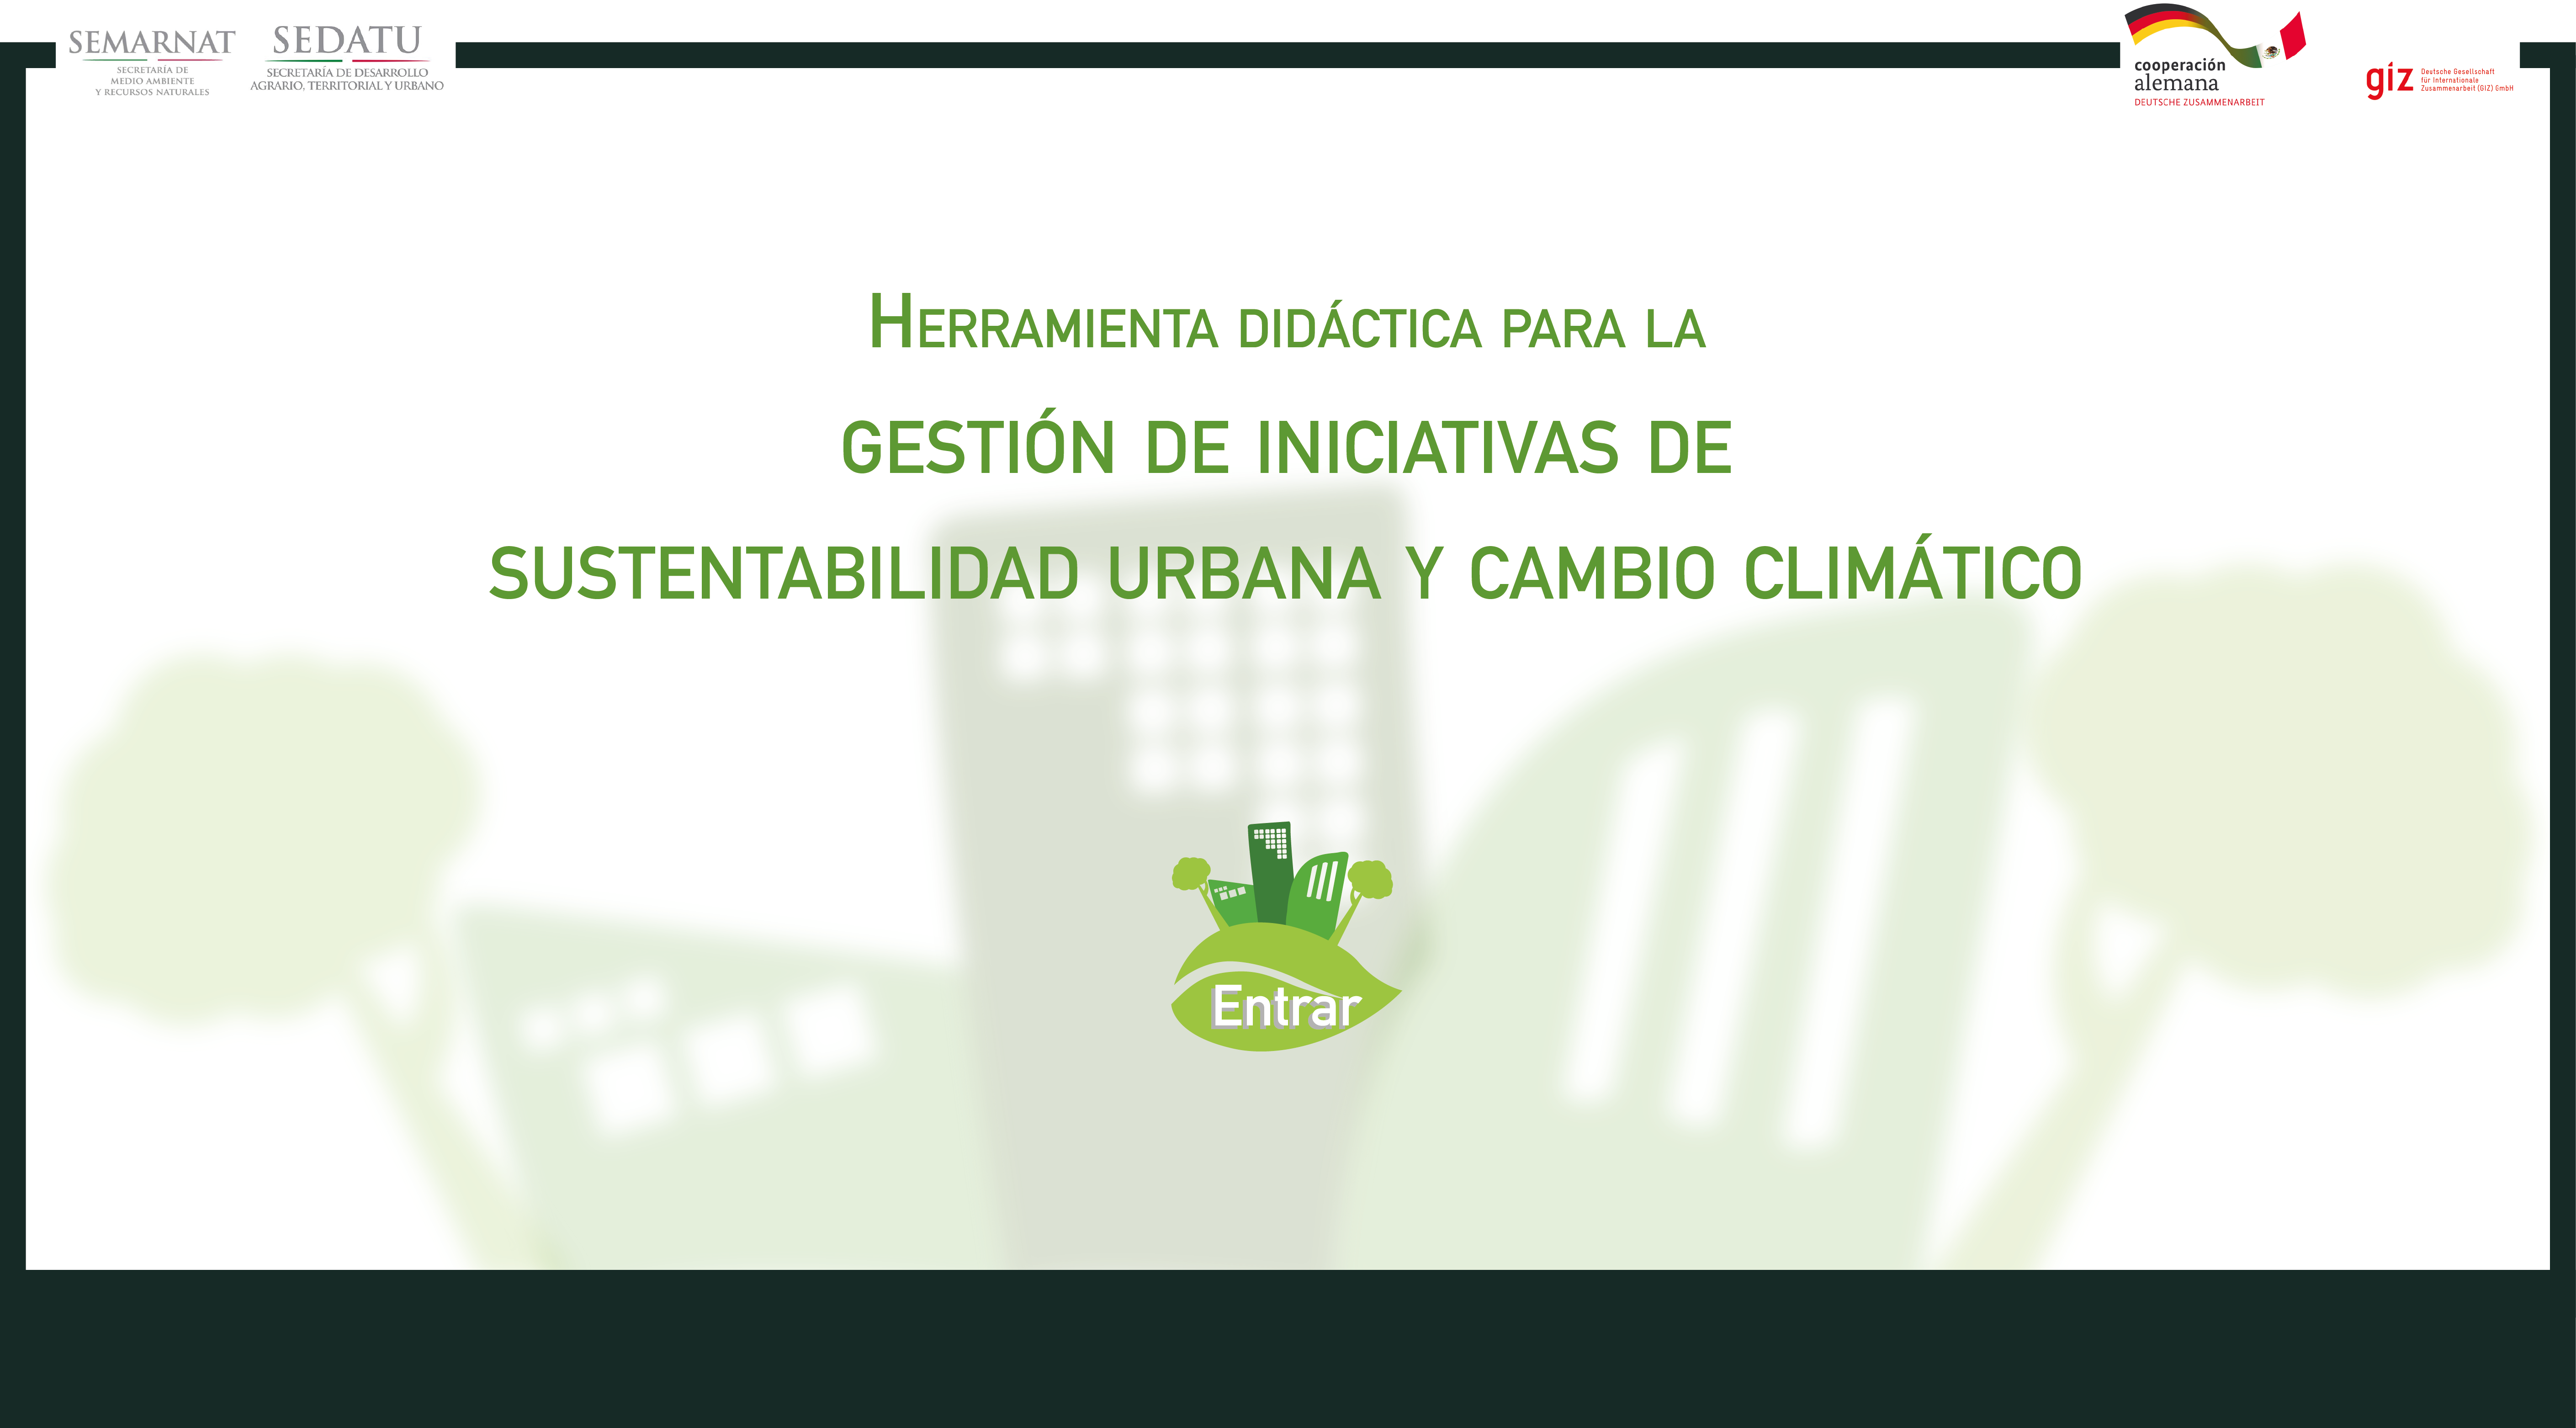 SEMARNAT
SECRETARÍA DE
MEDIO AMBIENTE
Y RECURSOS NATURALES
SEDATU
SECRETARÍA DE DESARROLLO
AGRARIO, TERRITORIAL Y URBANO
cooperación
alemana
DEUTSCHE ZUSAMMENARBEIT
giz
Deutsche Gesellschaft
für Internationale
Zusammenarbeit (GIZ) GmbH
HERRAMIENTA DIDÁCTICA PARA LA
GESTIÓN DE INICIATIVAS DE
SUSTENTABILIDAD URBANA Y CAMBIO CLIMÁTICO
Entrar